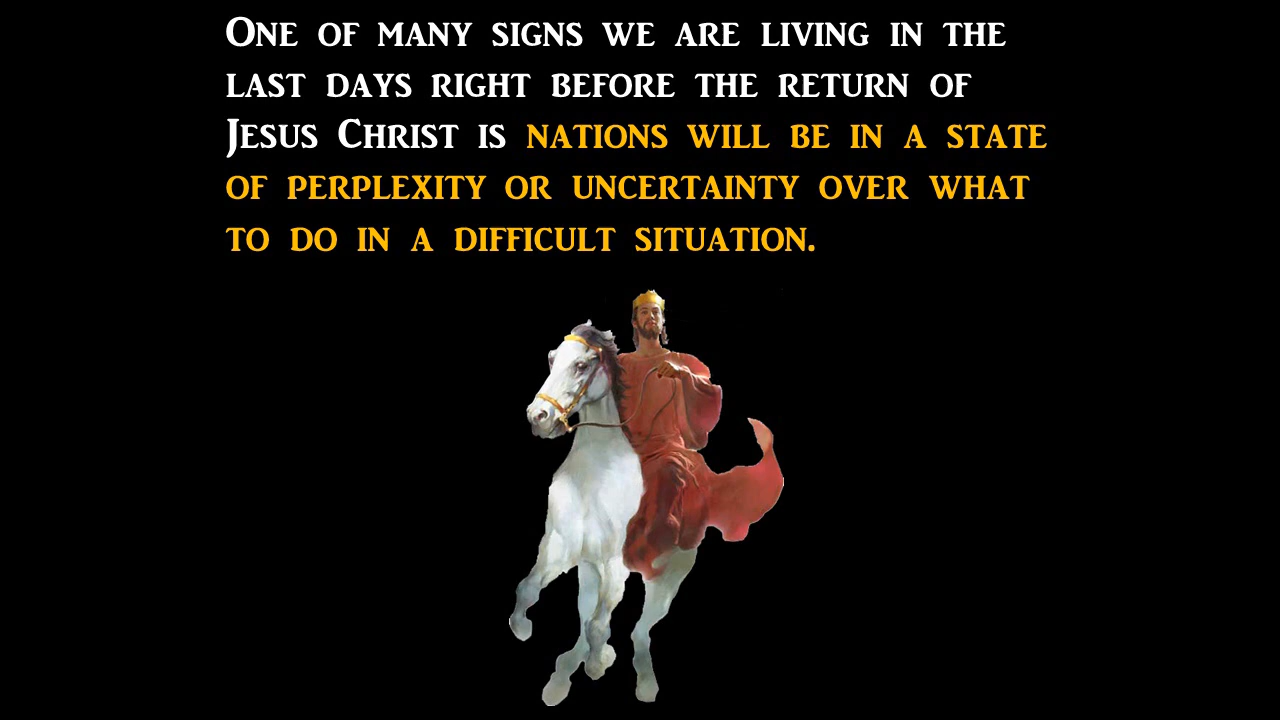 One of many signs we are living in the
last days right before the return of
Jesus Christ is nations will be in a state
of perplexity or uncertainty over what
to do in a difficult situation.